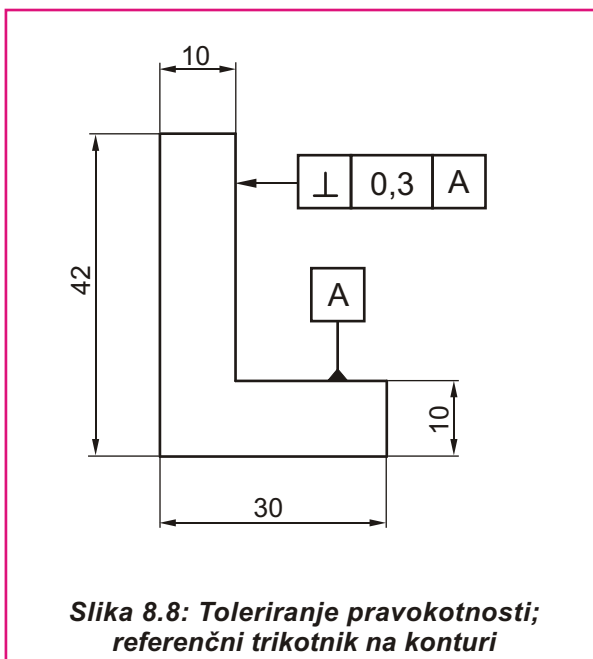 10
⊥ 0,3 A
A
42
10
30
Slika 8.8: Toleriranje pravokotnosti;
referenčni trikotnik na konturi